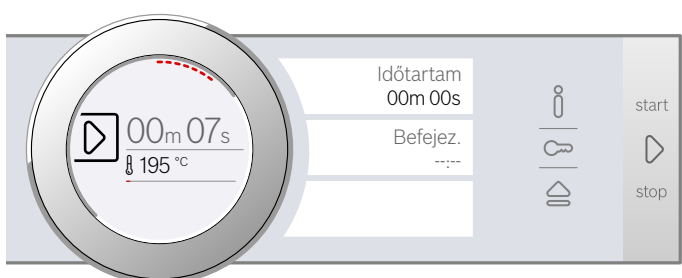 00m 07s
195 °C
Időtartam
00m 00s
Befejez.
--:--
start
stop